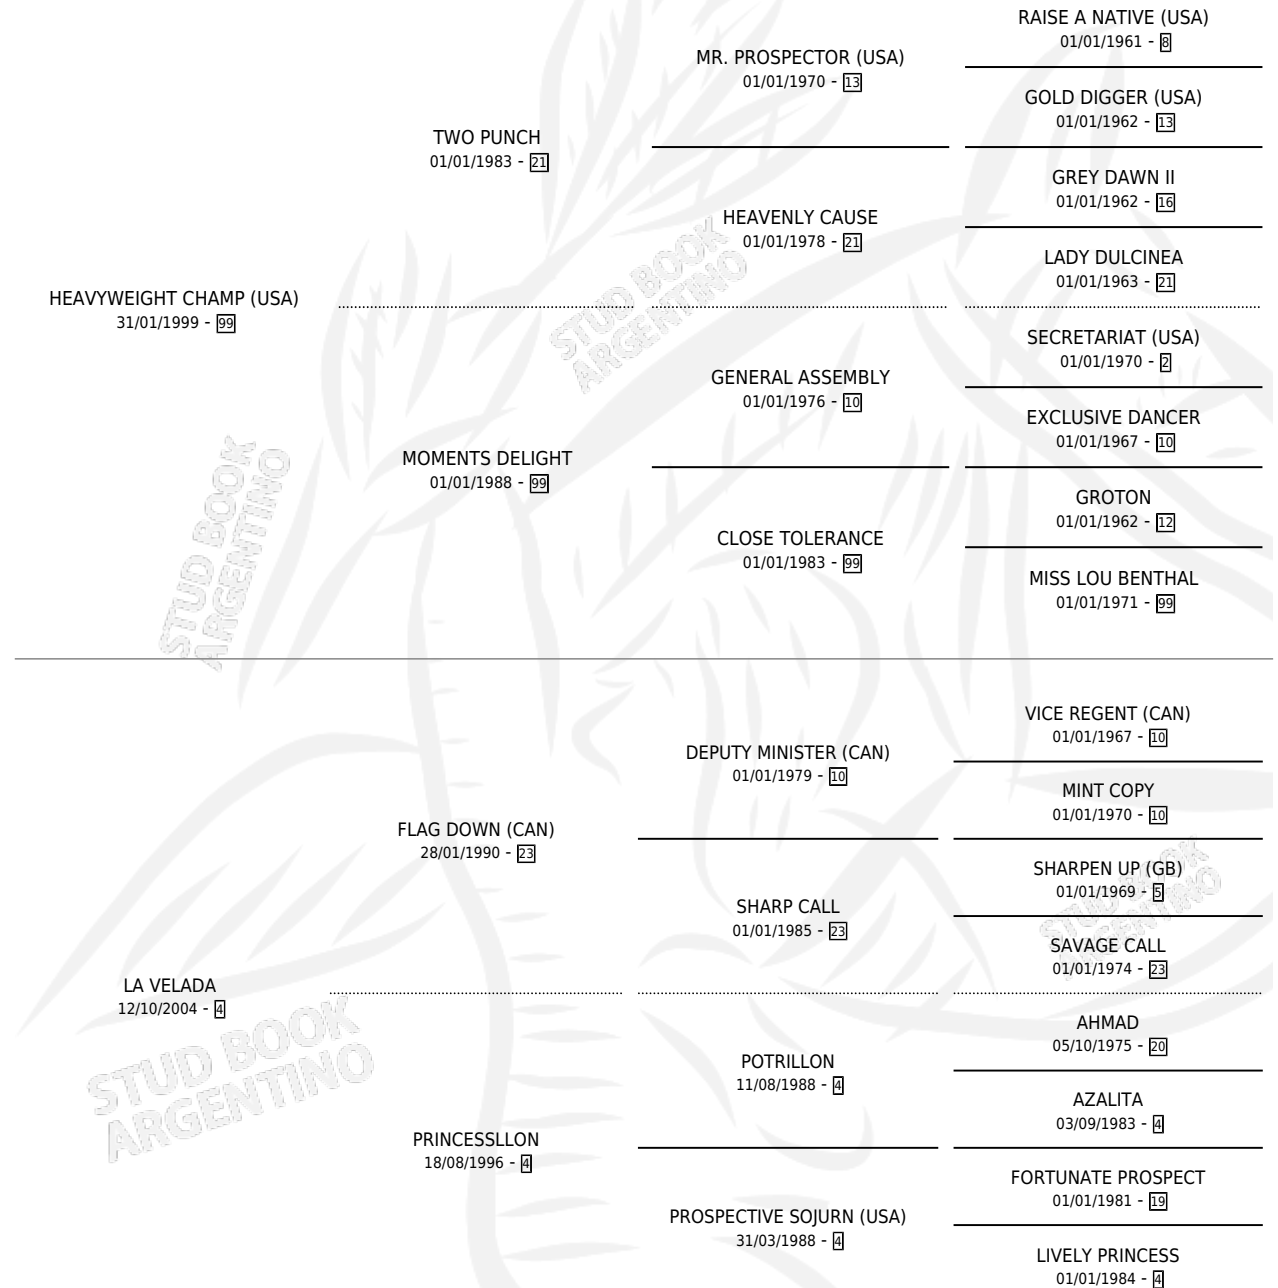 RAISE A NATIVE (USA)
01/01/1961 - 8
MR. PROSPECTOR (USA)
01/01/1970 - 13
GOLD DIGGER (USA)
01/01/1962 - 13
TWO PUNCH
01/01/1983 - 21
GREY DAWN II
01/01/1962 - 16
HEAVENLY CAUSE
01/01/1978 - 21
LADY DULCINEA
01/01/1963 - 21
HEAVYWEIGHT CHAMP (USA)
31/01/1999 - 99
SECRETARIAT (USA)
01/01/1970 - 2
GENERAL ASSEMBLY
01/01/1976 - 10
EXCLUSIVE DANCER
01/01/1967 - 10
MOMENTS DELIGHT
01/01/1988 - 99
GROTON
01/01/1962 - 12
CLOSE TOLERANCE
01/01/1983 - 99
MISS LOU BENTHAL
01/01/1971 - 99
VICE REGENT (CAN)
01/01/1967 - 10
DEPUTY MINISTER (CAN)
01/01/1979 - 10
MINT COPY
01/01/1970 - 10
FLAG DOWN (CAN)
28/01/1990 - 23
SHARPEN UP (GB)
01/01/1969 - 5
SHARP CALL
01/01/1985 - 23
SAVAGE CALL
01/01/1974 - 23
LA VELADA
12/10/2004 - 4
AHMAD
05/10/1975 - 20
POTRILLON
11/08/1988 - 4
AZALITA
03/09/1983 - 4
PRINCESSLLON
18/08/1996 - 4
FORTUNATE PROSPECT
01/01/1981 - 19
PROSPECTIVE SOJURN (USA)
31/03/1988 - 4
LIVELY PRINCESS
01/01/1984 - 4
STUD BOOK
ARGENTINO
STUD BOOK
ARGENTINO
STUD BOOK
ARGENTINO
STUD BOOK
ARGENTINO